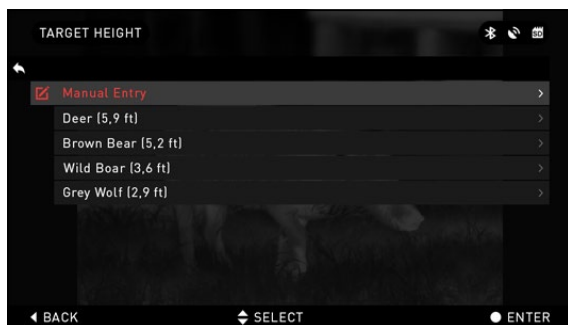 TARGET HEIGHT
SD
Manual Entry
Deer (5,9 ft)
Brown Bear (5,2 ft)
Wild Boar (3,6 ft)
Grey Wolf (2,9 ft)
BACK SELECT ENTER